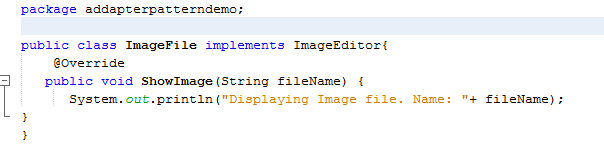 package addapterpatterndemo;
public class ImageFile implements ImageEditor{
@Override
public void ShowImage(String fileName) {
System.out.println("Displaying Image file. Name: "+ fileName);
}
}